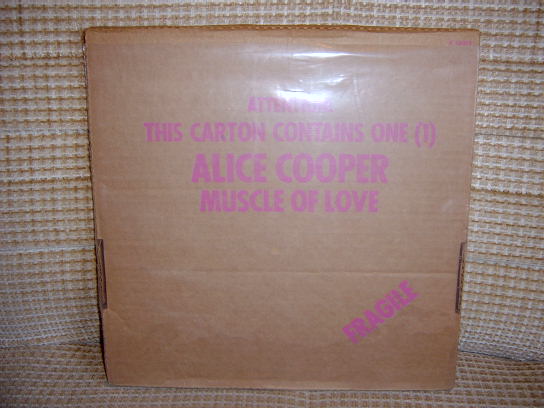 ATTENTION:
THIS CARTON CONTAINS ONE (1)
ALICE COOPER
MUSCLE OF LOVE
FRAGILE